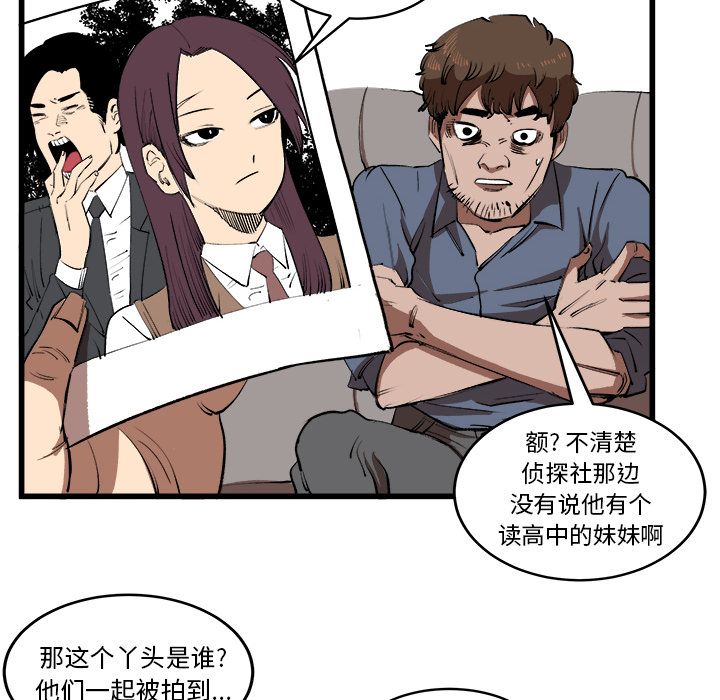 额? 不清楚
侦探社那边
没有说他有个
读高中的妹妹啊
那这个丫头是谁?
他们一起被拍到...